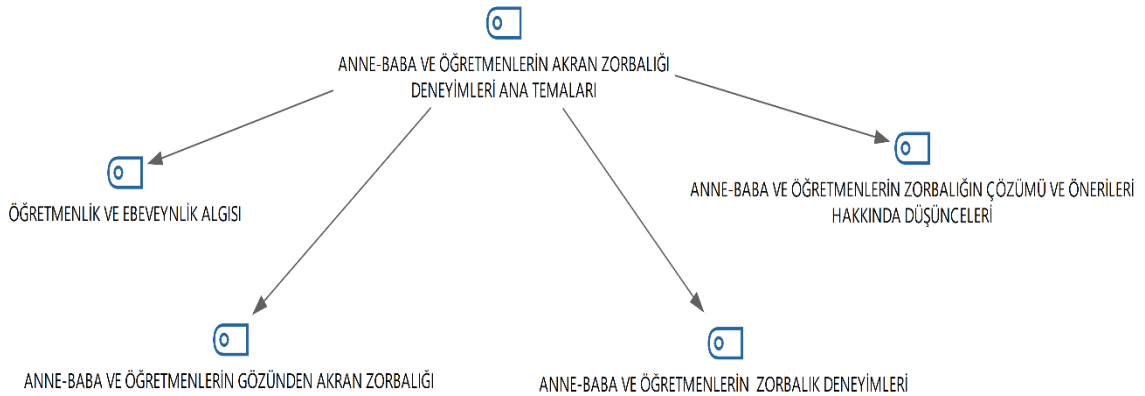 ANNE-BABA VE ÖĞRETMENLERİN AKRAN ZORBALIĞI
DENEYİMLERİ ANA TEMALARI
ÖĞRETMENLİK VE EBEVEYNLİK ALGISI
ANNE-BABA VE ÖĞRETMENLERİN ZORBALIĞIN ÇÖZÜMÜ VE ÖNERİLERİ
HAKKINDA DÜŞÜNCELERİ
ANNE-BABA VE ÖĞRETMENLERİN GÖZÜNDEN AKRAN ZORBALIĞI
ANNE-BABA VE ÖĞRETMENLERİN ZORBALIK DENEYİMLERİ